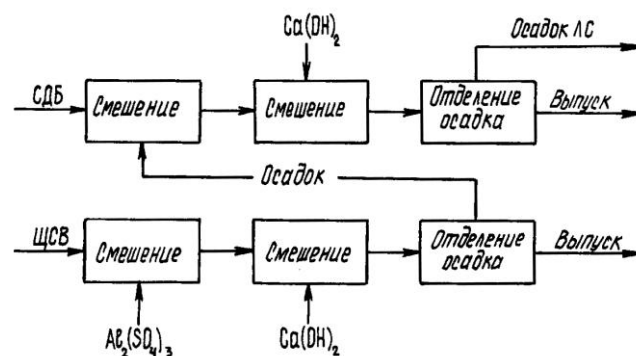 Ca(OH)₂
Осадок ЛС
СДБ
Смешение
Смешение
Отделение
осадка
Выпуск
Осадок
ЩСВ
Смешение
Смешение
Отделение
осадка
Выпуск
Al₂(SO₄)₃
Ca(OH)₂